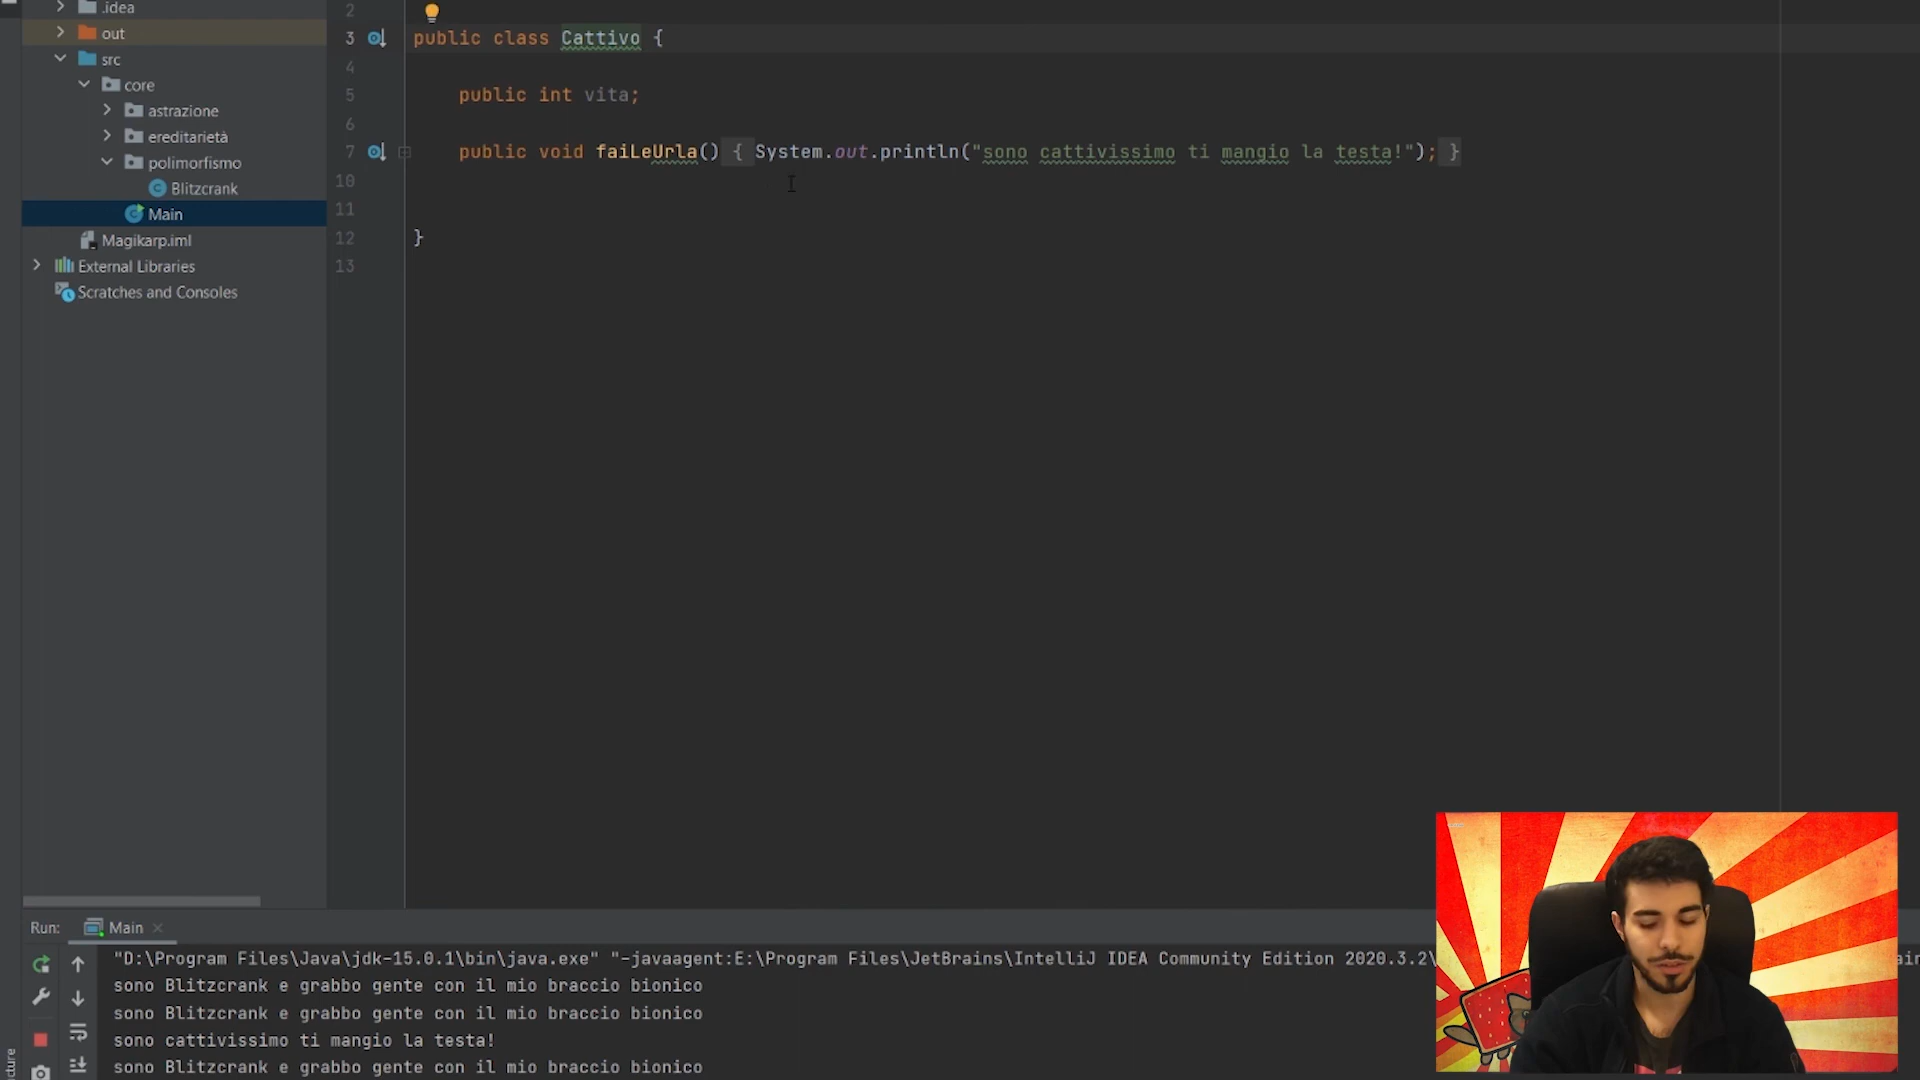 .idea
out
src
core
astrazione
ereditarietà
polimorfismo
Blitzcrank
Main
Magikarp.iml
External Libraries
Scratches and Consoles
2
3 public class Cattivo {
4
5 public int vita;
6
7 public void faiLeUrla() { System.out.println("sono cattivissimo ti mangio la testa!"); }
10
11
12 }
13
Run: Main
"D:\Program Files\Java\jdk-15.0.1\bin\java.exe" "-javaagent:E:\Program Files\JetBrains\IntelliJ IDEA Community Edition 2020.3.2\
sono Blitzcrank e grabbo gente con il mio braccio bionico
sono Blitzcrank e grabbo gente con il mio braccio bionico
sono cattivissimo ti mangio la testa!
sono Blitzcrank e grabbo gente con il mio braccio bionico